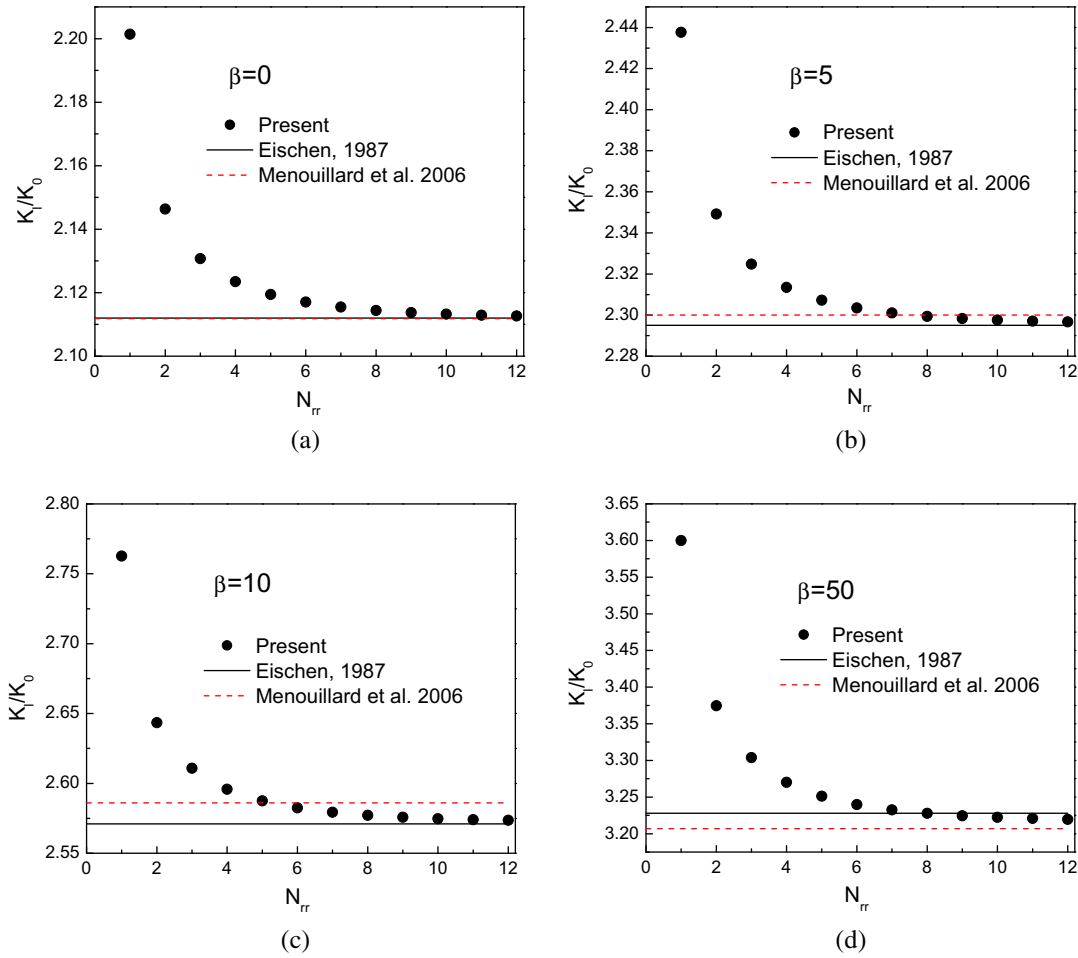 2.20
2.18
2.16
2.14
2.12
2.10
K_I/K_0
β=0
Present
Eischen, 1987
Menouillard et al. 2006
0 2 4 6 8 10 12
N_rr
(a)
2.44
2.42
2.40
2.38
2.36
2.34
2.32
2.30
2.28
K_I/K_0
β=5
Present
Eischen, 1987
Menouillard et al. 2006
0 2 4 6 8 10 12
N_rr
(b)
2.80
2.75
2.70
2.65
2.60
2.55
K_I/K_0
β=10
Present
Eischen, 1987
Menouillard et al. 2006
0 2 4 6 8 10 12
N_rr
(c)
3.65
3.60
3.55
3.50
3.45
3.40
3.35
3.30
3.25
3.20
K_I/K_0
β=50
Present
Eischen, 1987
Menouillard et al. 2006
0 2 4 6 8 10 12
N_rr
(d)